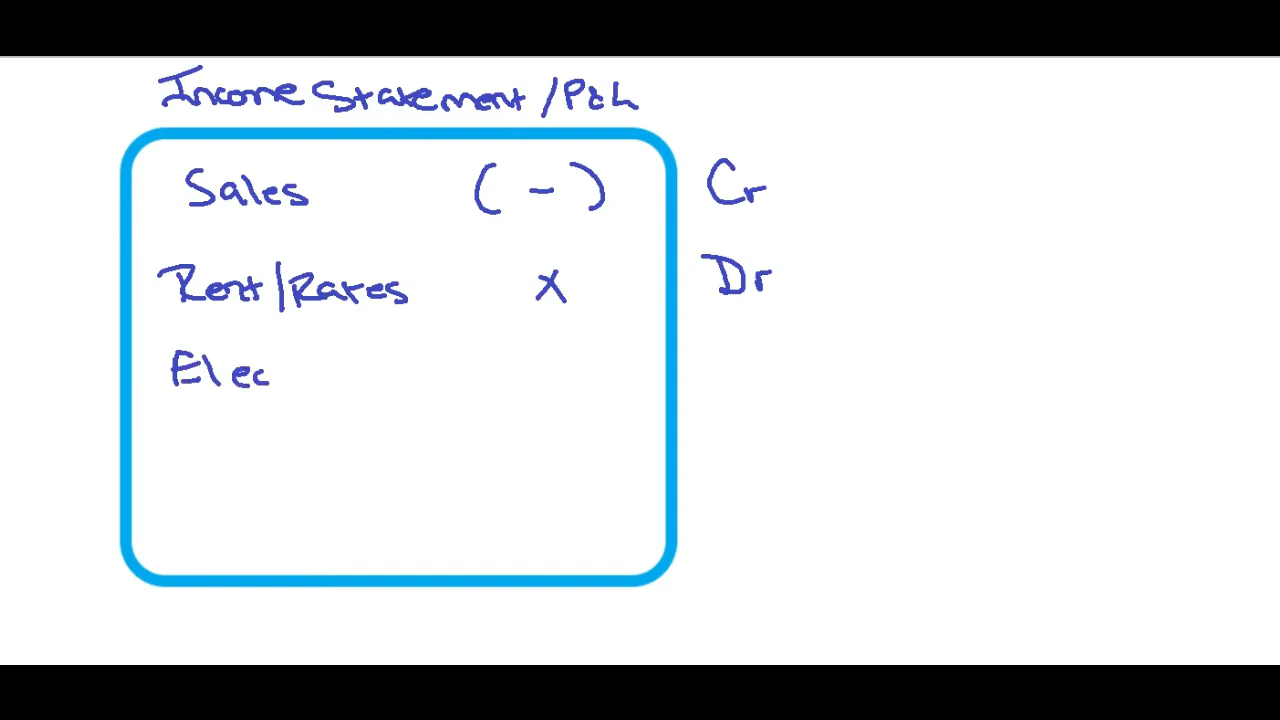 Income Statement / P&L
Sales ( - ) Cr
Rent/Rates X Dr
Elec